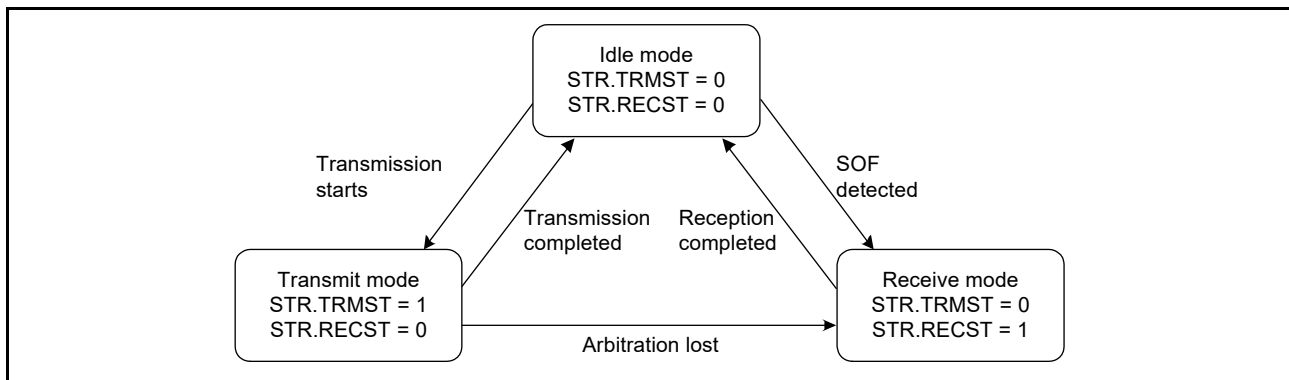 Idle mode
STR.TRMST = 0
STR.RECST = 0
Transmission
starts
SOF
detected
Transmission
completed
Reception
completed
Transmit mode
STR.TRMST = 1
STR.RECST = 0
Receive mode
STR.TRMST = 0
STR.RECST = 1
Arbitration lost